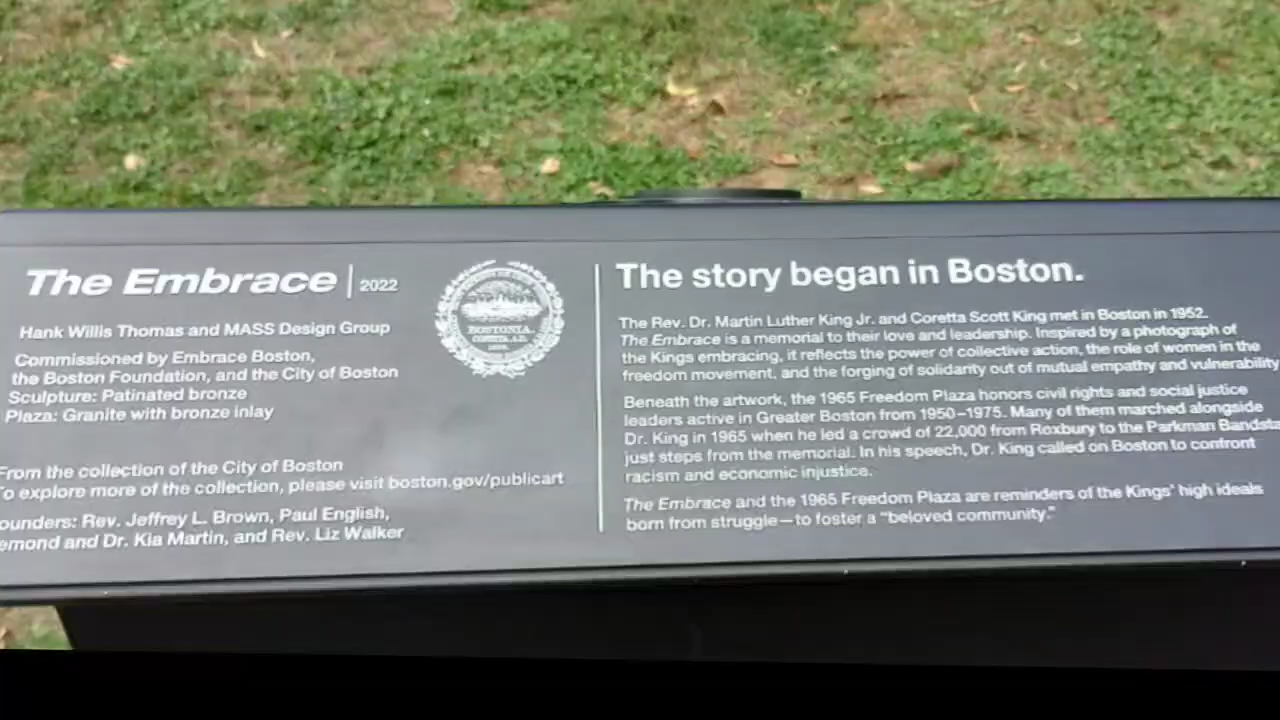 The Embrace | 2022
Hank Willis Thomas and MASS Design Group
Commissioned by Embrace Boston,
the Boston Foundation, and the City of Boston
Sculpture: Patinated bronze
Plaza: Granite with bronze inlay
From the collection of the City of Boston
To explore more of the collection, please visit boston.gov/publicart
ounders: Rev. Jeffrey L. Brown, Paul English,
emond and Dr. Kia Martin, and Rev. Liz Walker
BOSTONIA.
CONDITA A.D.
The story began in Boston.
The Rev. Dr. Martin Luther King Jr. and Coretta Scott King met in Boston in 1952.
The Embrace is a memorial to their love and leadership. Inspired by a photograph of
the Kings embracing, it reflects the power of collective action, the role of women in the
freedom movement, and the forging of solidarity out of mutual empathy and vulnerability
Beneath the artwork, the 1965 Freedom Plaza honors civil rights and social justice
leaders active in Greater Boston from 1950–1975. Many of them marched alongside
Dr. King in 1965 when he led a crowd of 22,000 from Roxbury to the Parkman Bandsta
just steps from the memorial. In his speech, Dr. King called on Boston to confront
racism and economic injustice.
The Embrace and the 1965 Freedom Plaza are reminders of the Kings' high ideals
born from struggle—to foster a "beloved community."